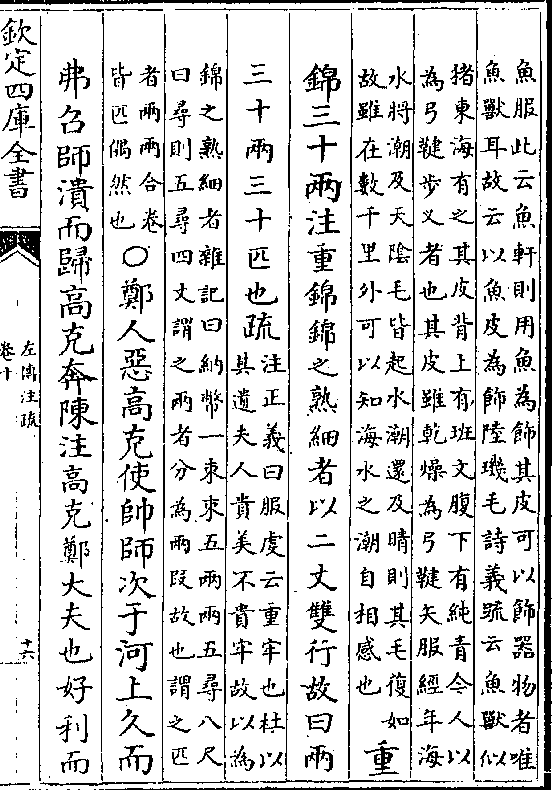 魚服此云魚軒則用魚為飾其皮可以飾器物者唯
魚獸耳故云以魚皮為飾陸璣毛詩義疏云魚獸似
猪東海有之其皮背上有班文腹下有純青今人以
為弓鞬步乂者也其皮雖乾燥為弓鞬矢服經年海
水將潮及天陰毛皆起水潮還及晴則其毛復如
故雖在數千里外可以知海水之潮自相感也
重
錦三十兩注重錦錦之熟細者以二丈雙行故曰兩
三十兩三十匹也疏
注正義曰服虔云重牢也杜以
其遺夫人貴美不貴牢故以為
錦之熟細者雜記曰納幣一束束五兩兩五尋八尺
曰尋則五尋四丈謂之兩者分為兩段故也謂之匹
者兩兩合卷
皆匹偶然也
○鄭人惡高克使帥師次于河上久而
弗召師潰而歸高克奔陳注高克鄭大夫也好利而
欽定四庫全書
左傳注疏
卷十
十六